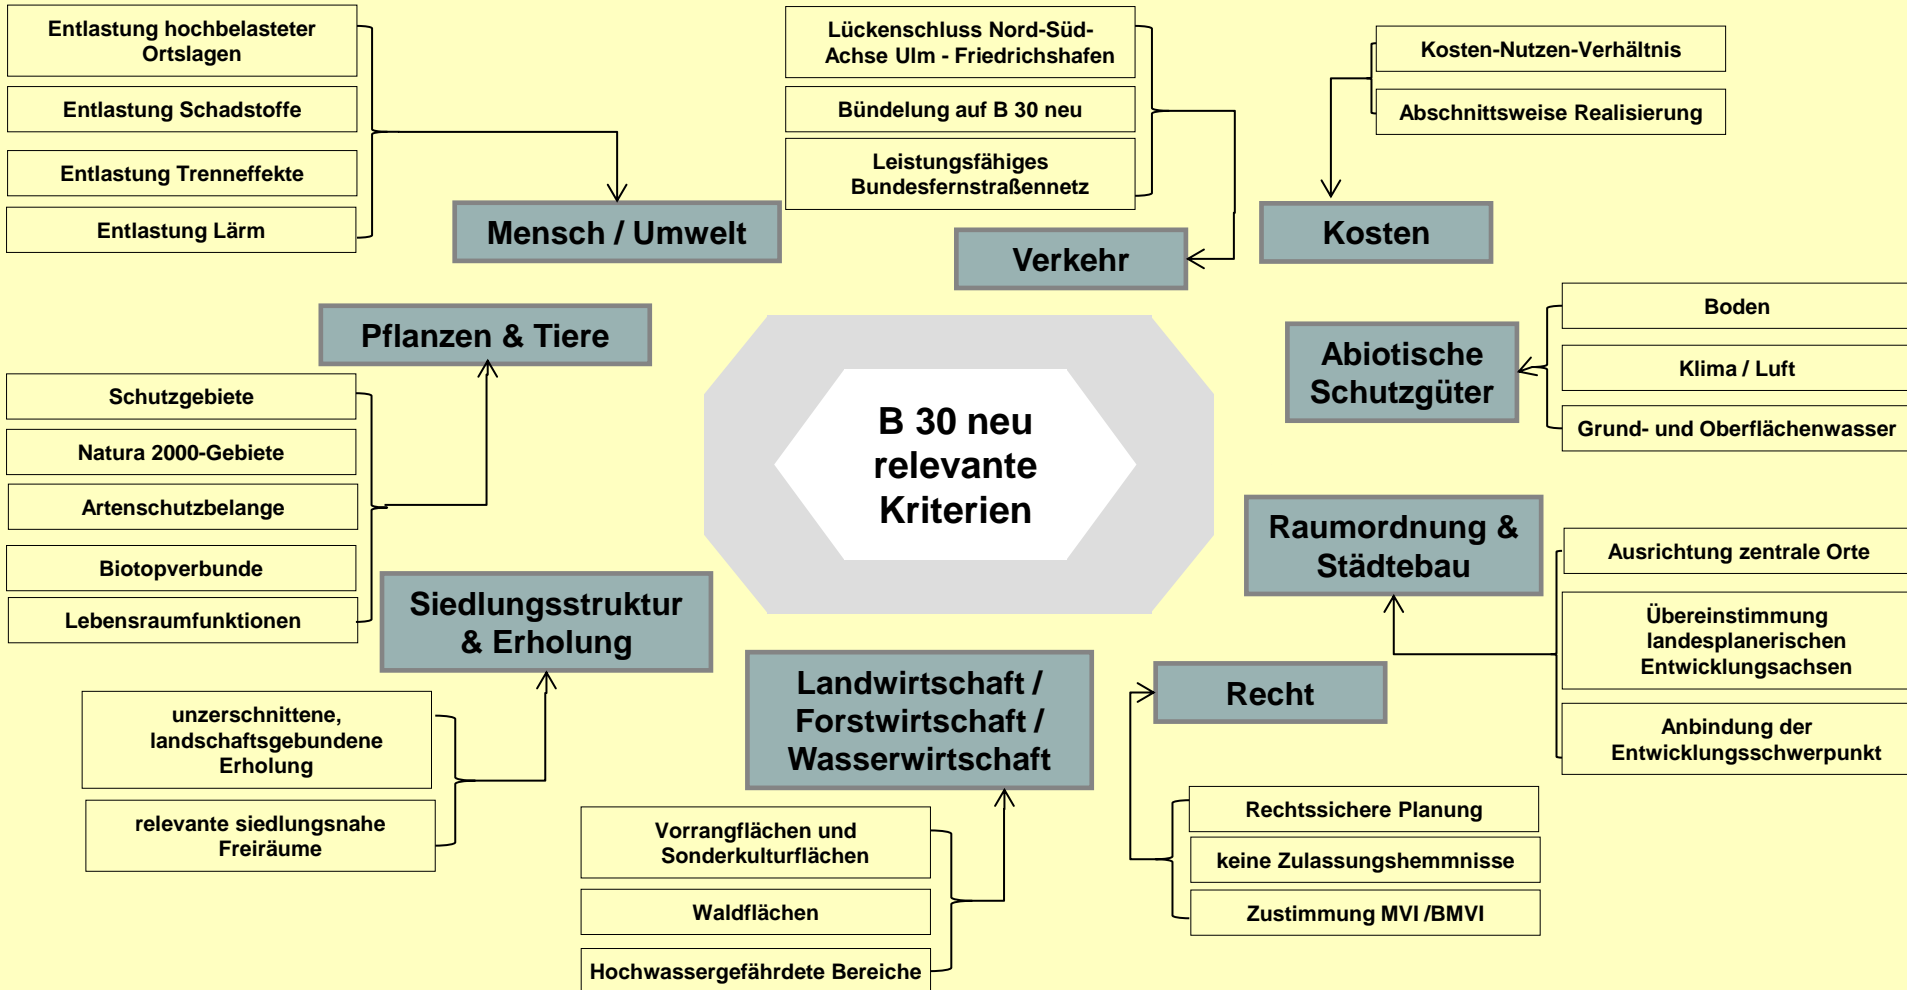 Entlastung hochbelasteter
Ortslagen
Entlastung Schadstoffe
Entlastung Trenneffekte
Entlastung Lärm
Mensch / Umwelt
Lückenschluss Nord-Süd-
Achse Ulm - Friedrichshafen
Bündelung auf B 30 neu
Leistungsfähiges
Bundesfernstraßennetz
Verkehr
Kosten-Nutzen-Verhältnis
Abschnittsweise Realisierung
Kosten
Pflanzen & Tiere
Schutzgebiete
Natura 2000-Gebiete
Artenschutzbelange
Biotopverbunde
Lebensraumfunktionen
B 30 neu
relevante
Kriterien
Abiotische
Schutzgüter
Boden
Klima / Luft
Grund- und Oberflächenwasser
Raumordnung &
Städtebau
Ausrichtung zentrale Orte
Übereinstimmung
landesplanerischen
Entwicklungsachsen
Anbindung der
Entwicklungsschwerpunkt
Siedlungsstruktur
& Erholung
unzerschnittene,
landschaftsgebundene
Erholung
relevante siedlungsnahe
Freiräume
Landwirtschaft /
Forstwirtschaft /
Wasserwirtschaft
Vorrangflächen und
Sonderkulturflächen
Waldflächen
Hochwassergefährdete Bereiche
Recht
Rechtssichere Planung
keine Zulassungshemmnisse
Zustimmung MVI /BMVI